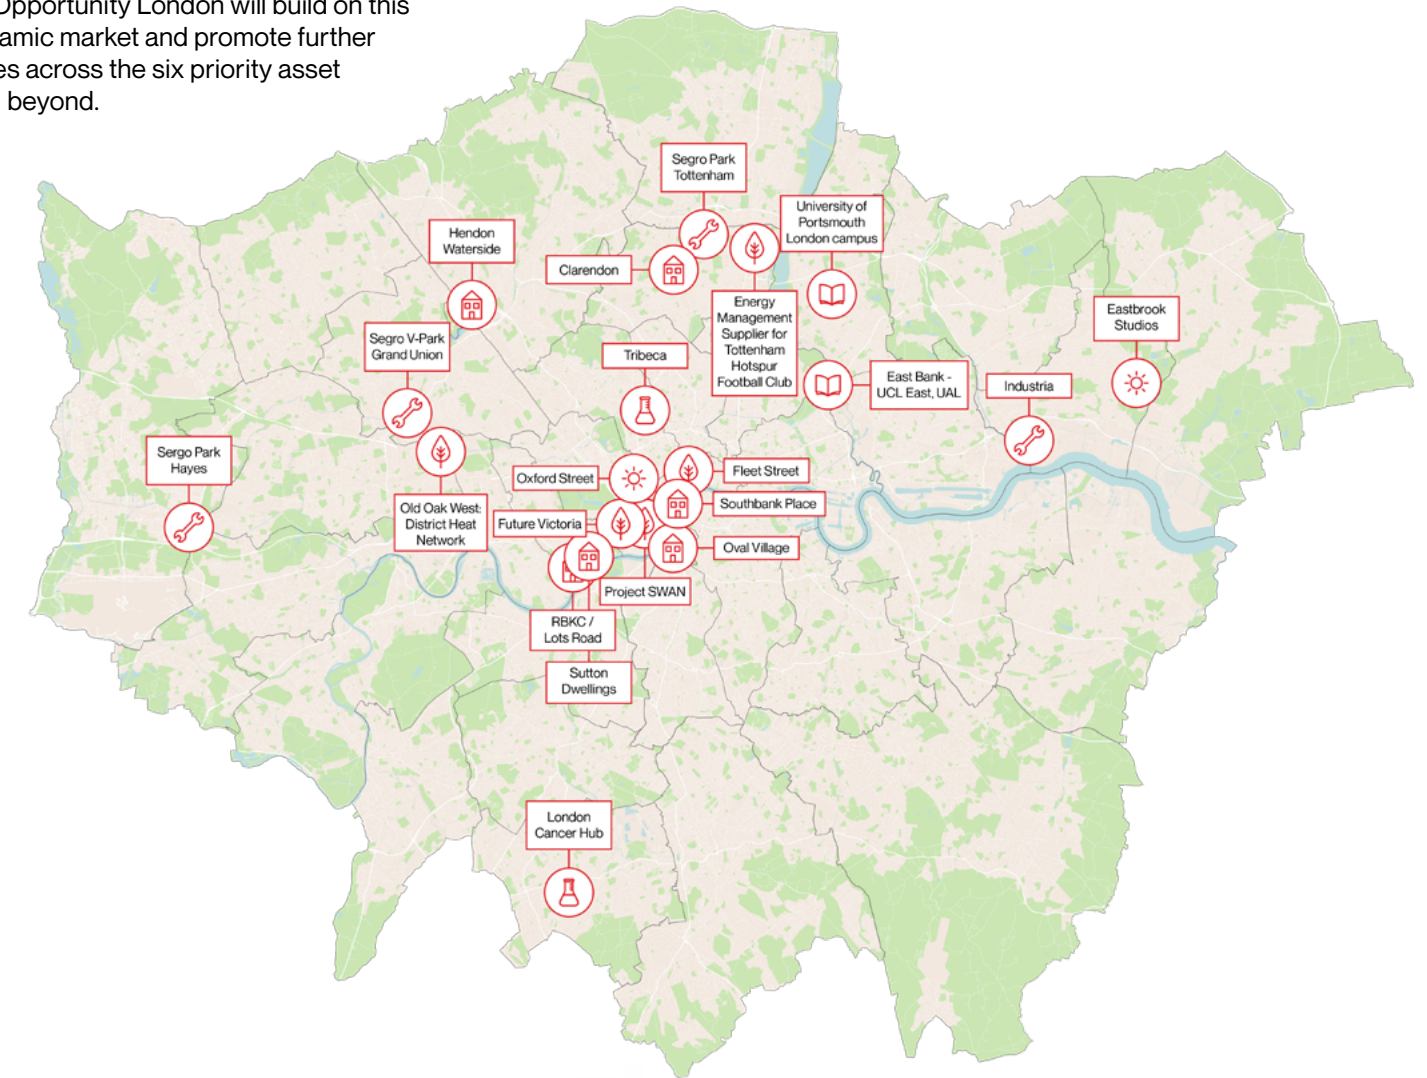 Opportunity London will build on this
amic market and promote further
es across the six priority asset
beyond.
Segro Park
Tottenham
University of
Portsmouth
London campus
Hendon
Waterside
Clarendon
Energy
Management
Supplier for
Tottenham
Hotspur
Football Club
Eastbrook
Studios
Segro V-Park
Grand Union
Tribeca
East Bank -
UCL East, UAL
Industria
Sergo Park
Hayes
Oxford Street
Fleet Street
Southbank Place
Old Oak West:
District Heat
Network
Future Victoria
Oval Village
Project SWAN
RBKC /
Lots Road
Sutton
Dwellings
London
Cancer Hub